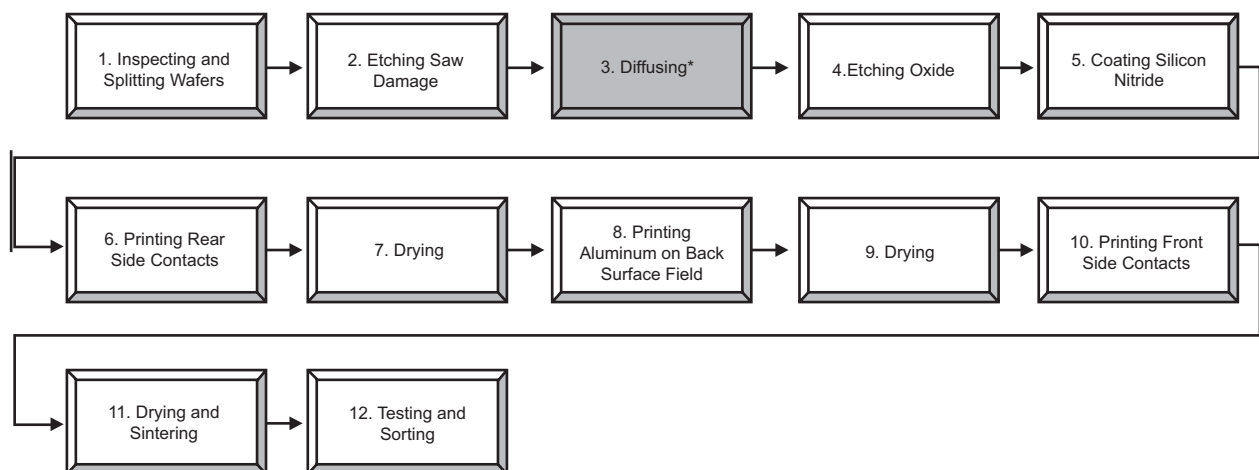 1. Inspecting and
Splitting Wafers
2. Etching Saw
Damage
3. Diffusing*
4.Etching Oxide
5. Coating Silicon
Nitride
6. Printing Rear
Side Contacts
7. Drying
8. Printing
Aluminum on Back
Surface Field
9. Drying
10. Printing Front
Side Contacts
11. Drying and
Sintering
12. Testing and
Sorting